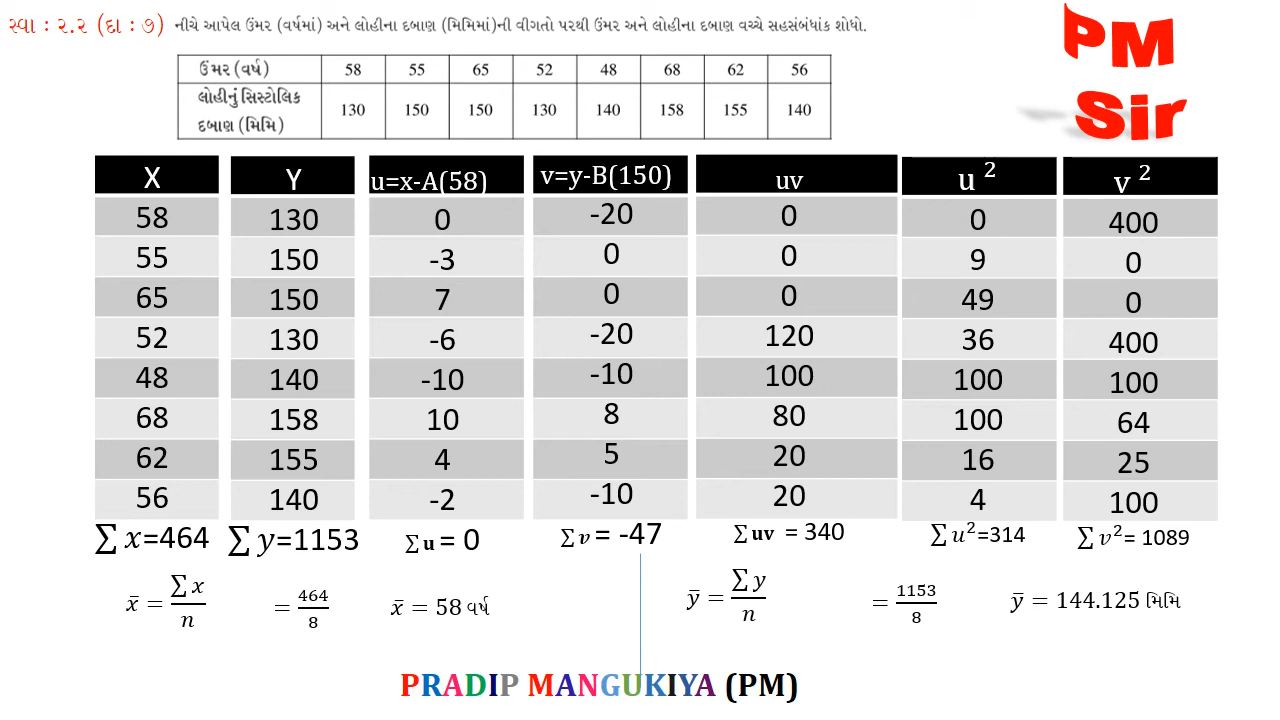 સ્વા : ૨.૨ (દા : ૭) નીચે આપેલ ઉંમર (વર્ષમાં) અને લોહીના દબાણ (મિમિમાં)ની વીગતો પરથી ઉંમર અને લોહીના દબાણ વચ્ચે સહસંબંધાંક શોધો.
PM
Sir
ઉંમર (વર્ષ) 58 55 65 52 48 68 62 56
લોહીનું સિસ્ટોલિક
દબાણ (મિમિ) 130 150 150 130 140 158 155 140
X Y u=x-A(58) v=y-B(150) uv u ² v ²
58 130 0 -20 0 0 400
55 150 -3 0 0 9 0
65 150 7 0 0 49 0
52 130 -6 -20 120 36 400
48 140 -10 -10 100 100 100
68 158 10 8 80 100 64
62 155 4 5 20 16 25
56 140 -2 -10 20 4 100
∑ x=464 ∑ y=1153 ∑ u = 0 ∑ v = -47 ∑ uv = 340 ∑ u²=314 ∑ v²= 1089
x̄ = ∑ x / n = 464 / 8 x̄ = 58 વર્ષ ȳ = ∑ y / n = 1153 / 8 ȳ = 144.125 મિમિ
PRADIP MANGUKIYA (PM)